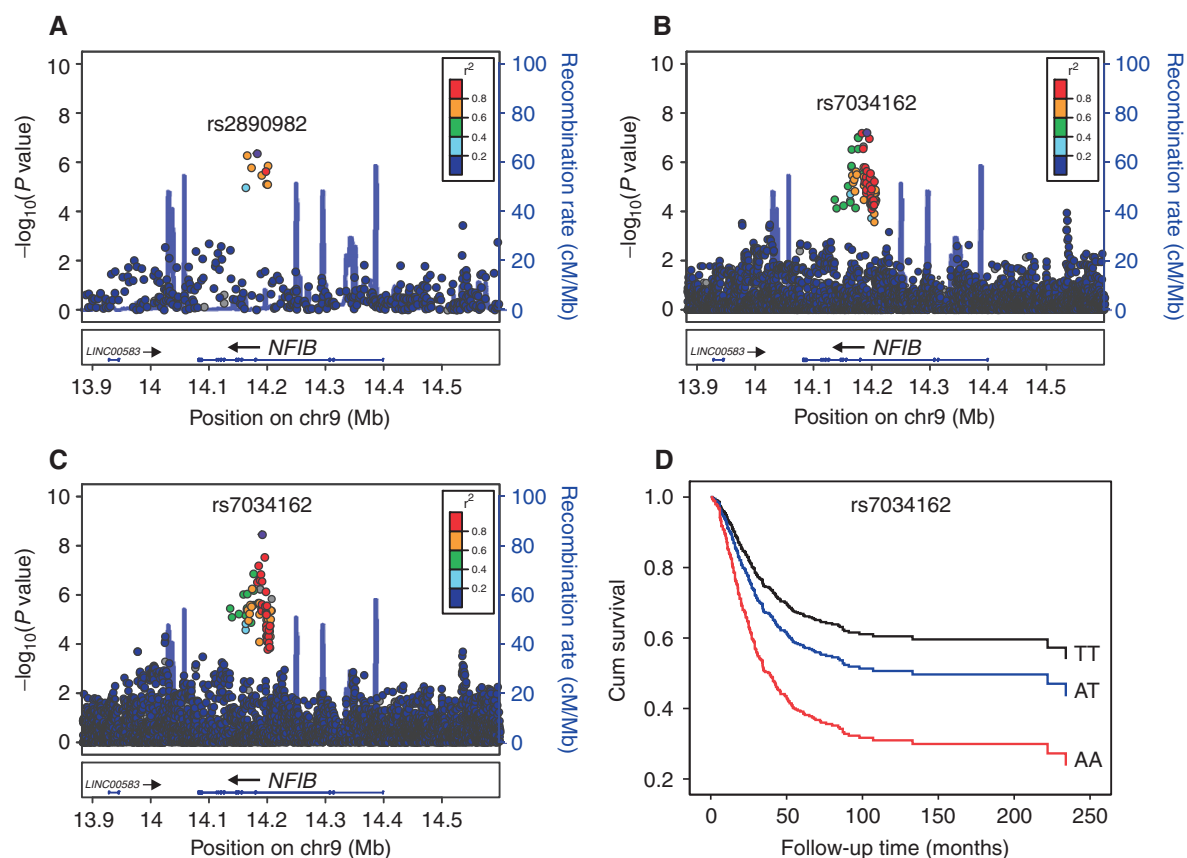 A
rs2890982
−log10(P value)
10
8
6
4
2
0
r2
0.8
0.6
0.4
0.2
100
80
60
40
20
0
Recombination rate (cM/Mb)
LINC00583
NFIB
13.9 14 14.1 14.2 14.3 14.4 14.5
Position on chr9 (Mb)
B
rs7034162
−log10(P value)
10
8
6
4
2
0
r2
0.8
0.6
0.4
0.2
100
80
60
40
20
0
Recombination rate (cM/Mb)
LINC00583
NFIB
13.9 14 14.1 14.2 14.3 14.4 14.5
Position on chr9 (Mb)
C
rs7034162
−log10(P value)
10
8
6
4
2
0
r2
0.8
0.6
0.4
0.2
100
80
60
40
20
0
Recombination rate (cM/Mb)
LINC00583
NFIB
13.9 14 14.1 14.2 14.3 14.4 14.5
Position on chr9 (Mb)
D
rs7034162
Cum survival
1.0
0.8
0.6
0.4
0.2
TT
AT
AA
0 50 100 150 200 250
Follow-up time (months)